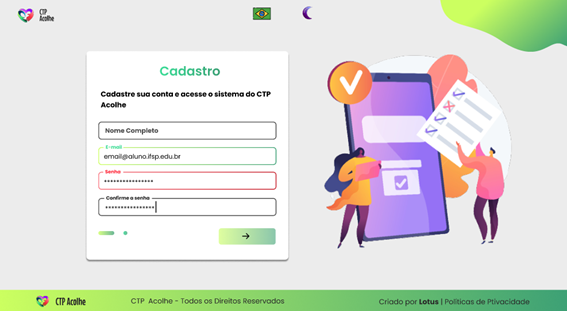 CTP
Acolhe
Cadastro
Cadastre sua conta e acesse o sistema do CTP
Acolhe
Nome Completo
E-mail
email@aluno.ifsp.edu.br
Senha
****************
Confirme a senha
****************
CTP Acolhe
CTP Acolhe - Todos os Direitos Reservados
Criado por Lotus | Políticas de Privacidade